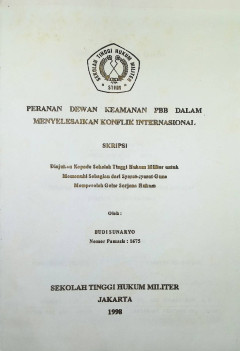 SEKOLAH TINGGI HUKUM MILITER
STHM
PERANAN DEWAN KEAMANAN PBB DALAM
MENYELESAIKAN KONFLIK INTERNASIONAL
SKRIPSI
Diajukan Kepada Sekolah Tinggi Hukum Militer untuk
Memenuhi Sebagian dari Syarat-syarat Guna
Memperoleh Gelar Sarjana Hukum
Oleh :
BUDI SUNARYO
Nomor Pamasis : 1675
SEKOLAH TINGGI HUKUM MILITER
JAKARTA
1998